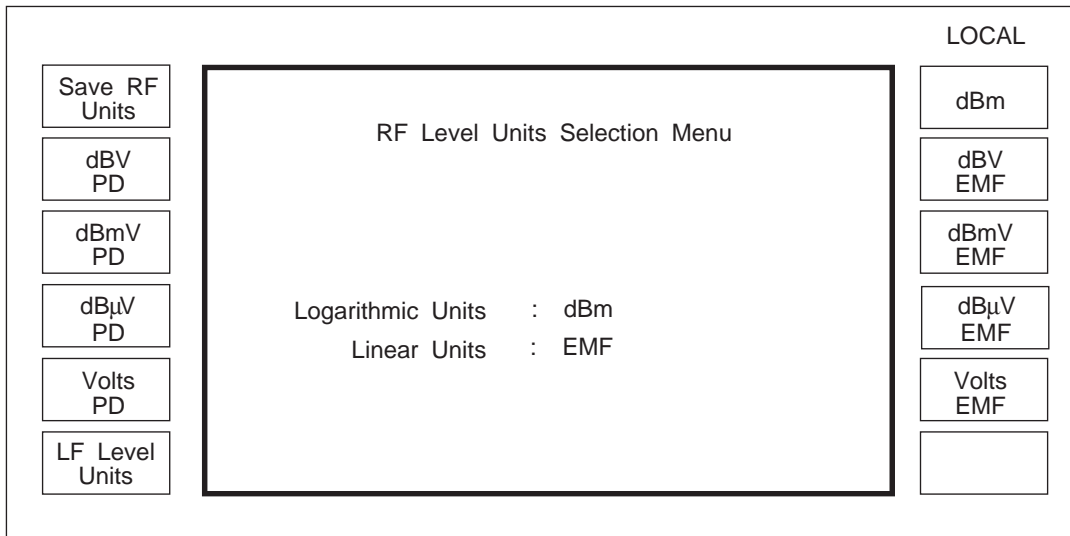 LOCAL
Save RF
Units
dBV
PD
dBmV
PD
dBµV
PD
Volts
PD
LF Level
Units
RF Level Units Selection Menu
Logarithmic Units : dBm
Linear Units : EMF
dBm
dBV
EMF
dBmV
EMF
dBµV
EMF
Volts
EMF